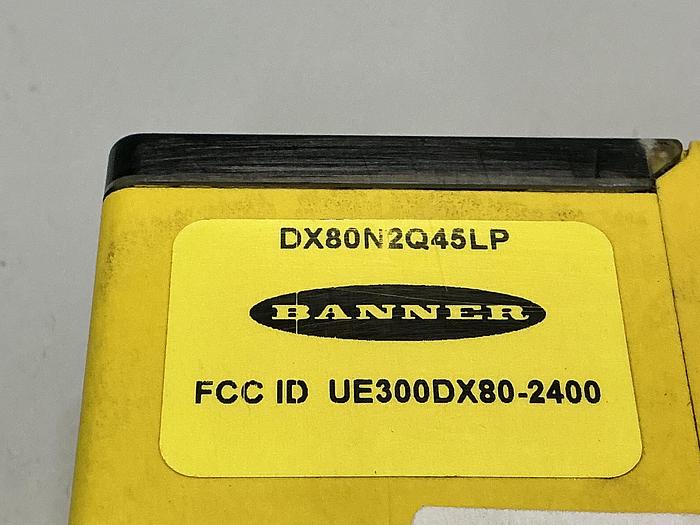 DX80N2Q45LP
BANNER
FCC ID UE300DX80-2400